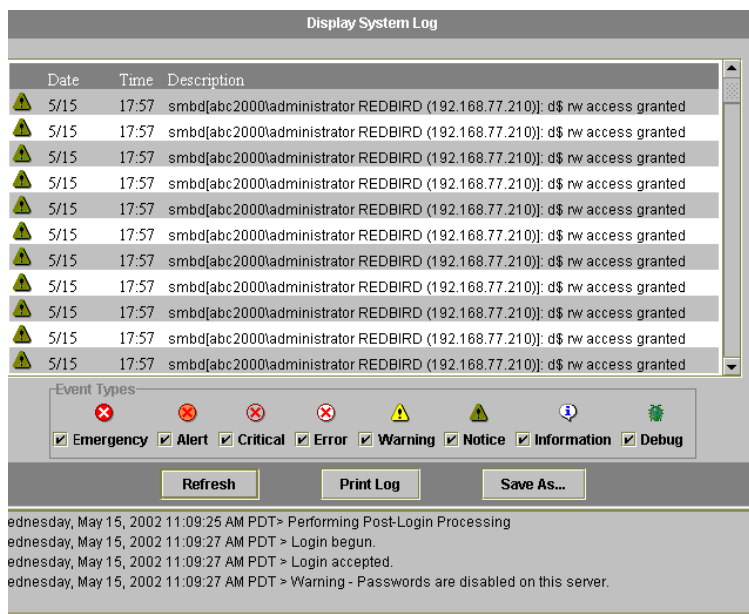 Display System Log
Date Time Description
5/15 17:57 smbd[abc2000\administrator REDBIRD (192.168.77.210)]: d$ rw access granted
5/15 17:57 smbd[abc2000\administrator REDBIRD (192.168.77.210)]: d$ rw access granted
5/15 17:57 smbd[abc2000\administrator REDBIRD (192.168.77.210)]: d$ rw access granted
5/15 17:57 smbd[abc2000\administrator REDBIRD (192.168.77.210)]: d$ rw access granted
5/15 17:57 smbd[abc2000\administrator REDBIRD (192.168.77.210)]: d$ rw access granted
5/15 17:57 smbd[abc2000\administrator REDBIRD (192.168.77.210)]: d$ rw access granted
5/15 17:57 smbd[abc2000\administrator REDBIRD (192.168.77.210)]: d$ rw access granted
5/15 17:57 smbd[abc2000\administrator REDBIRD (192.168.77.210)]: d$ rw access granted
5/15 17:57 smbd[abc2000\administrator REDBIRD (192.168.77.210)]: d$ rw access granted
5/15 17:57 smbd[abc2000\administrator REDBIRD (192.168.77.210)]: d$ rw access granted
5/15 17:57 smbd[abc2000\administrator REDBIRD (192.168.77.210)]: d$ rw access granted
Event Types
Emergency Alert Critical Error Warning Notice Information Debug
Refresh Print Log Save As...
ednesday, May 15, 2002 11:09:25 AM PDT> Performing Post-Login Processing
ednesday, May 15, 2002 11:09:27 AM PDT > Login begun.
ednesday, May 15, 2002 11:09:27 AM PDT > Login accepted.
ednesday, May 15, 2002 11:09:27 AM PDT > Warning - Passwords are disabled on this server.